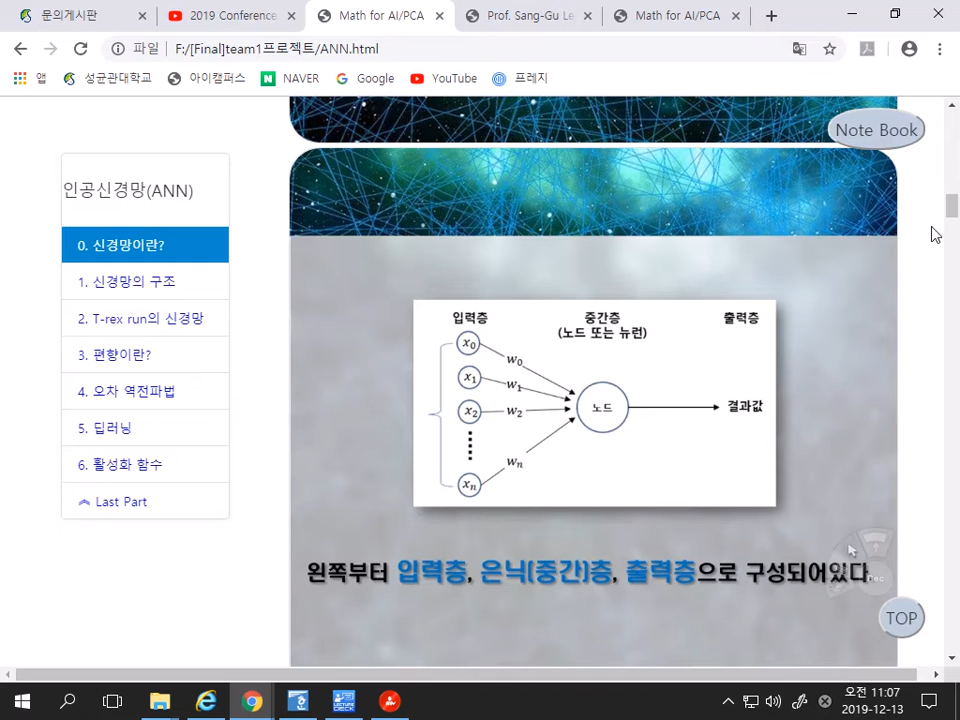 문의게시판
2019 Conference
Math for AI/PCA
Prof. Sang-Gu Le
Math for AI/PCA
파일
F:/[Final]team1프로젝트/ANN.html
앱
성균관대학교
아이캠퍼스
NAVER
Google
YouTube
프레지
Note Book
인공신경망(ANN)
0. 신경망이란?
1. 신경망의 구조
2. T-rex run의 신경망
3. 편향이란?
4. 오차 역전파법
5. 딥러닝
6. 활성화 함수
Last Part
입력층
중간층
(노드 또는 뉴런)
출력층
x₀
w₀
x₁
w₁
x₂
w₂
노드
결과값
wₙ
xₙ
왼쪽부터 입력층, 은닉(중간)층, 출력층으로 구성되어있다
Rec
TOP
LECTURE
CHECK
오전 11:07
2019-12-13